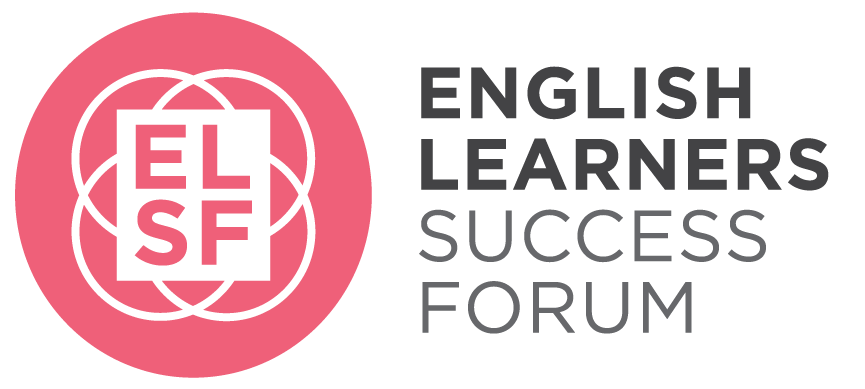 EL
SF
ENGLISH
LEARNERS
SUCCESS
FORUM